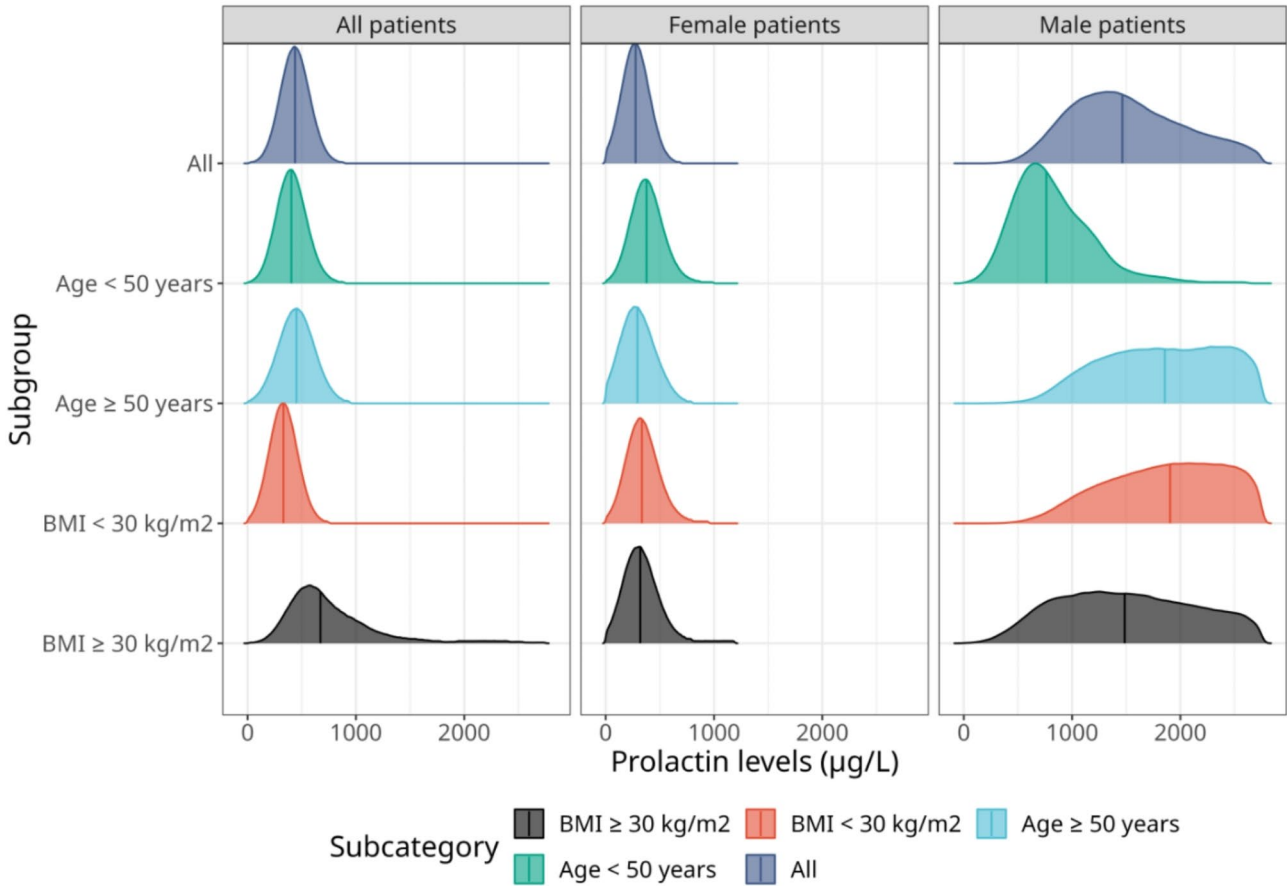 All patients
Female patients
Male patients
Subgroup
All
Age < 50 years
Age ≥ 50 years
BMI < 30 kg/m2
BMI ≥ 30 kg/m2
0 1000 2000
0 1000 2000
0 1000 2000
Prolactin levels (µg/L)
Subcategory
BMI ≥ 30 kg/m2
BMI < 30 kg/m2
Age ≥ 50 years
Age < 50 years
All